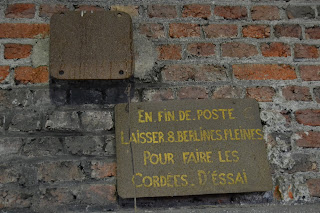 EN.FIN.DE.POSTE
LAISSER.8.BERLINES.PLEINES
POUR FAIRE LES
CORDÉES.D'ESSAI